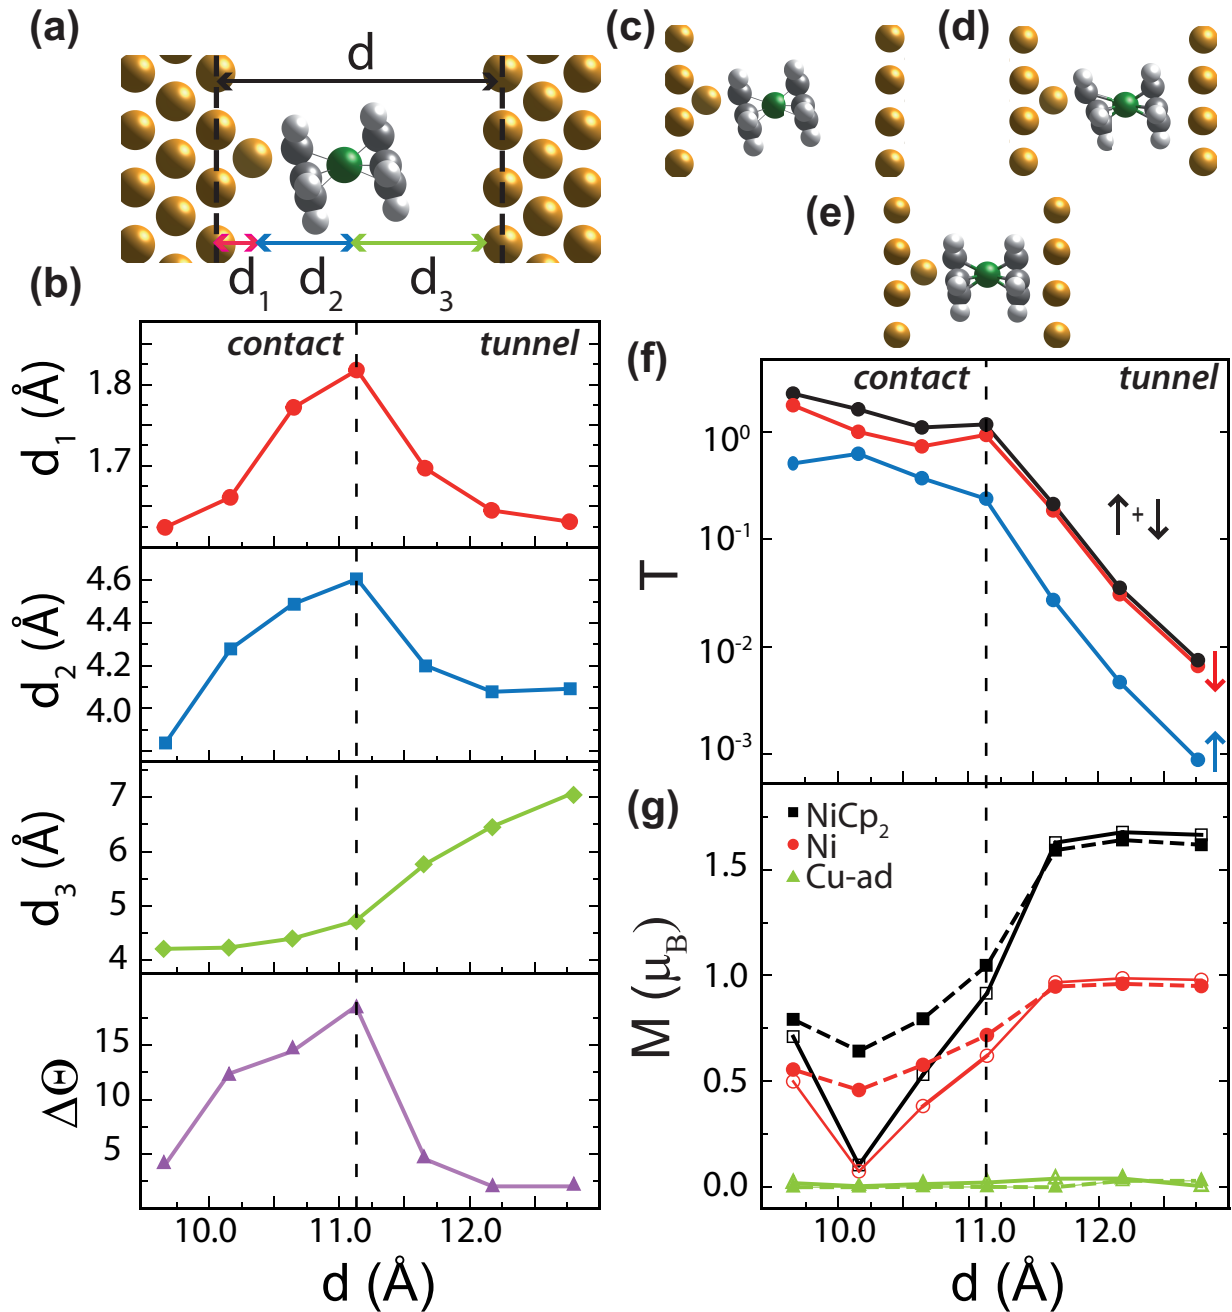 (a)
d
d1 d2 d3
(b)
contact tunnel
d1 (Å)
1.8
1.7
d2 (Å)
4.6
4.4
4.2
4.0
d3 (Å)
7
6
5
4
ΔΘ
15
10
5
10.0 11.0 12.0
d (Å)
(c)
(d)
(e)
(f)
contact tunnel
T
10^0
10^-1
10^-2
10^-3
↑+↓
↓
↑
(g)
NiCp2
Ni
Cu-ad
M (μB)
1.5
1.0
0.5
0.0
10.0 11.0 12.0
d (Å)